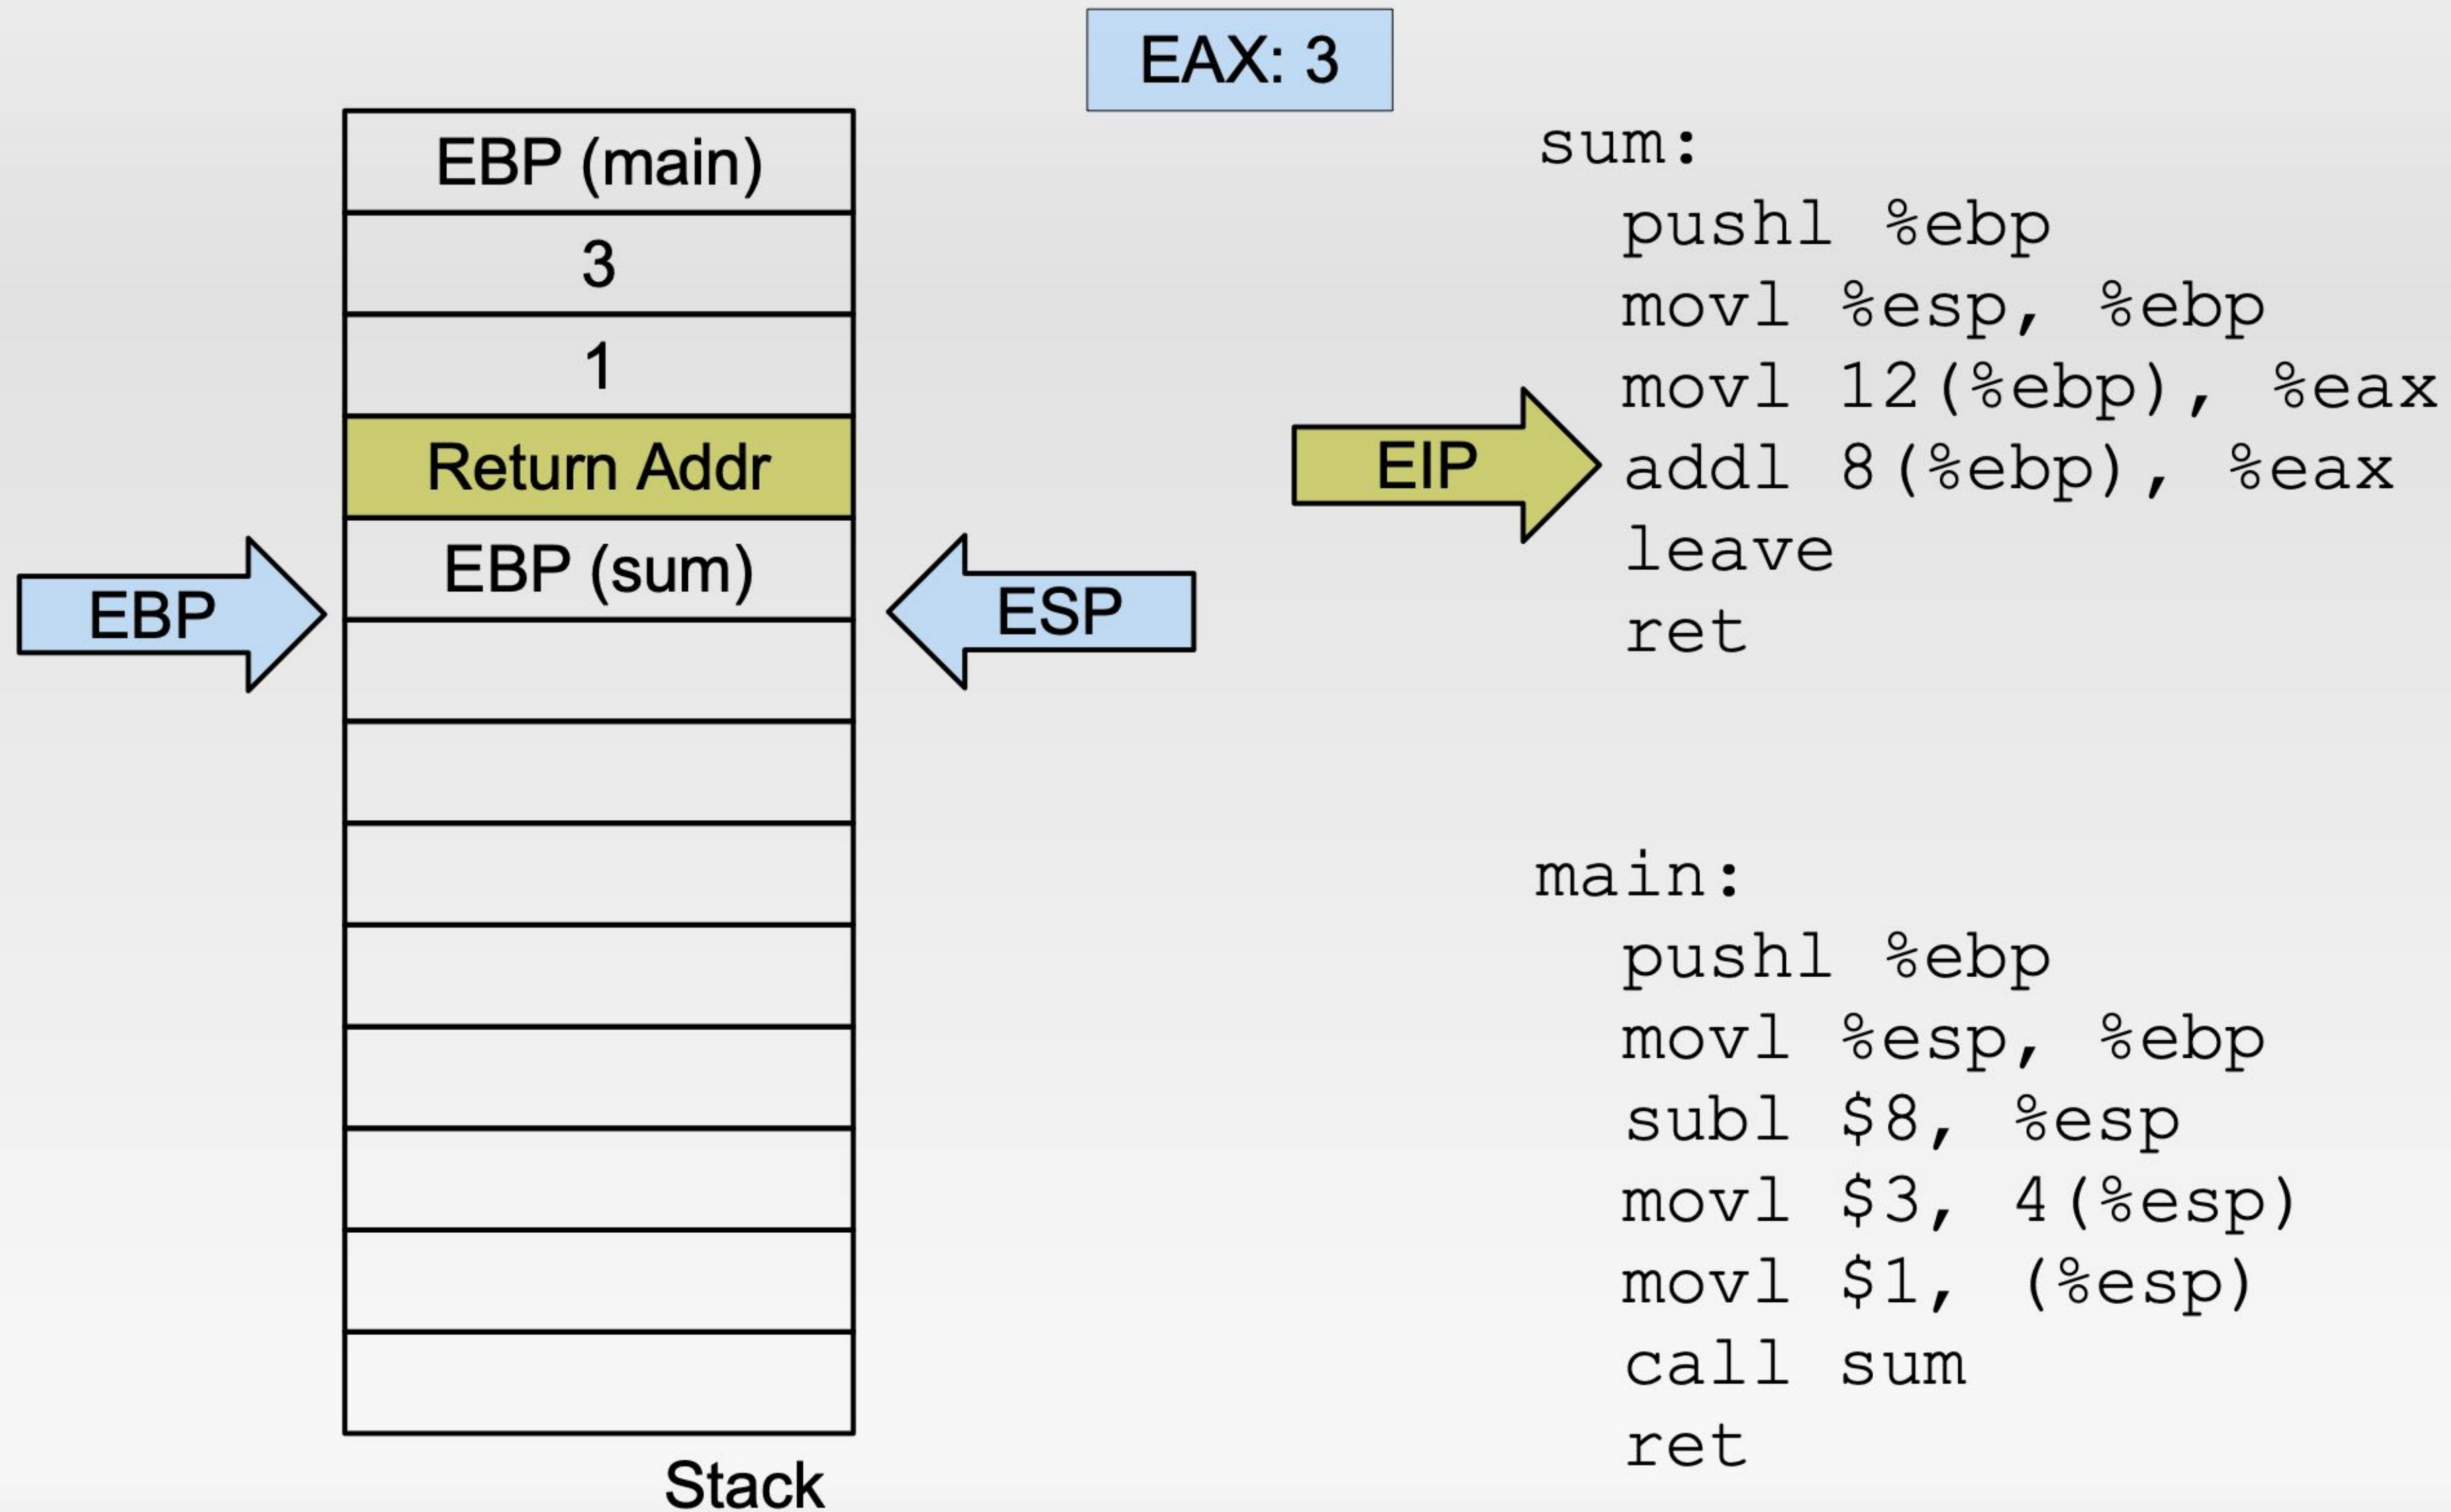 EAX: 3
EBP (main)
3
1
Return Addr
EBP (sum)
EBP
ESP
Stack
EIP
sum:
pushl %ebp
movl %esp, %ebp
movl 12(%ebp), %eax
addl 8(%ebp), %eax
leave
ret
main:
pushl %ebp
movl %esp, %ebp
subl $8, %esp
movl $3, 4(%esp)
movl $1, (%esp)
call sum
ret